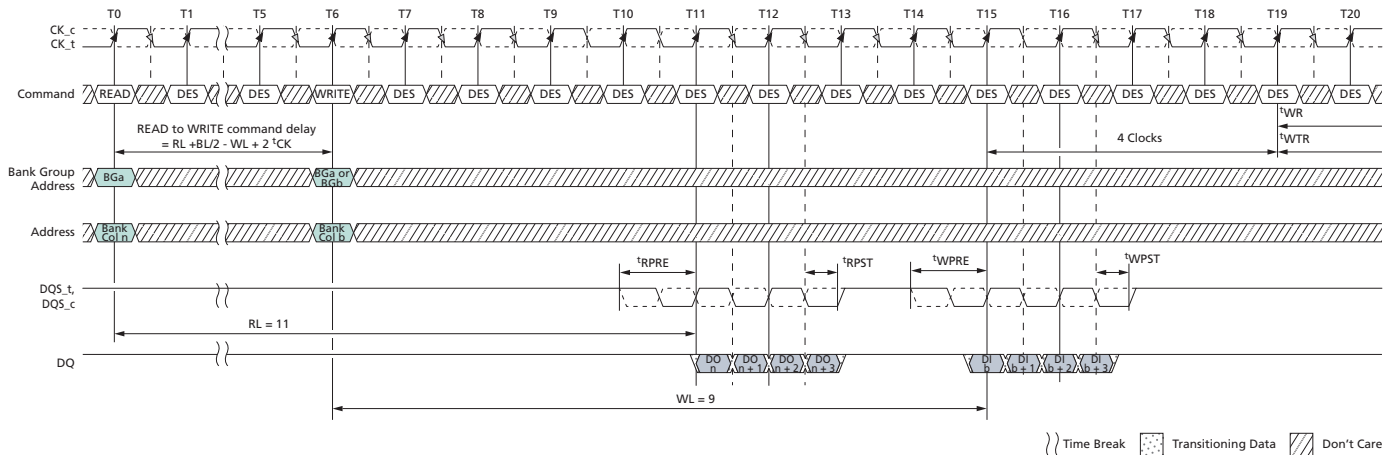 T0 T1 T5 T6 T7 T8 T9 T10 T11 T12 T13 T14 T15 T16 T17 T18 T19 T20
CK_c
CK_t
Command READ DES DES WRITE DES DES DES DES DES DES DES DES DES DES DES DES DES DES
READ to WRITE command delay
= RL +BL/2 - WL + 2 tCK
4 Clocks
tWR
tWTR
Bank Group
Address
BGa
BGa or
BGb
Address
Bank
Col n
Bank
Col b
tRPRE tRPST tWPRE tWPST
DQS_t,
DQS_c
RL = 11
DQ
DO
n
DO
n + 1
DO
n + 2
DO
n + 3
DI
b
DI
b + 1
DI
b + 2
DI
b + 3
WL = 9
Time Break Transitioning Data Don't Care